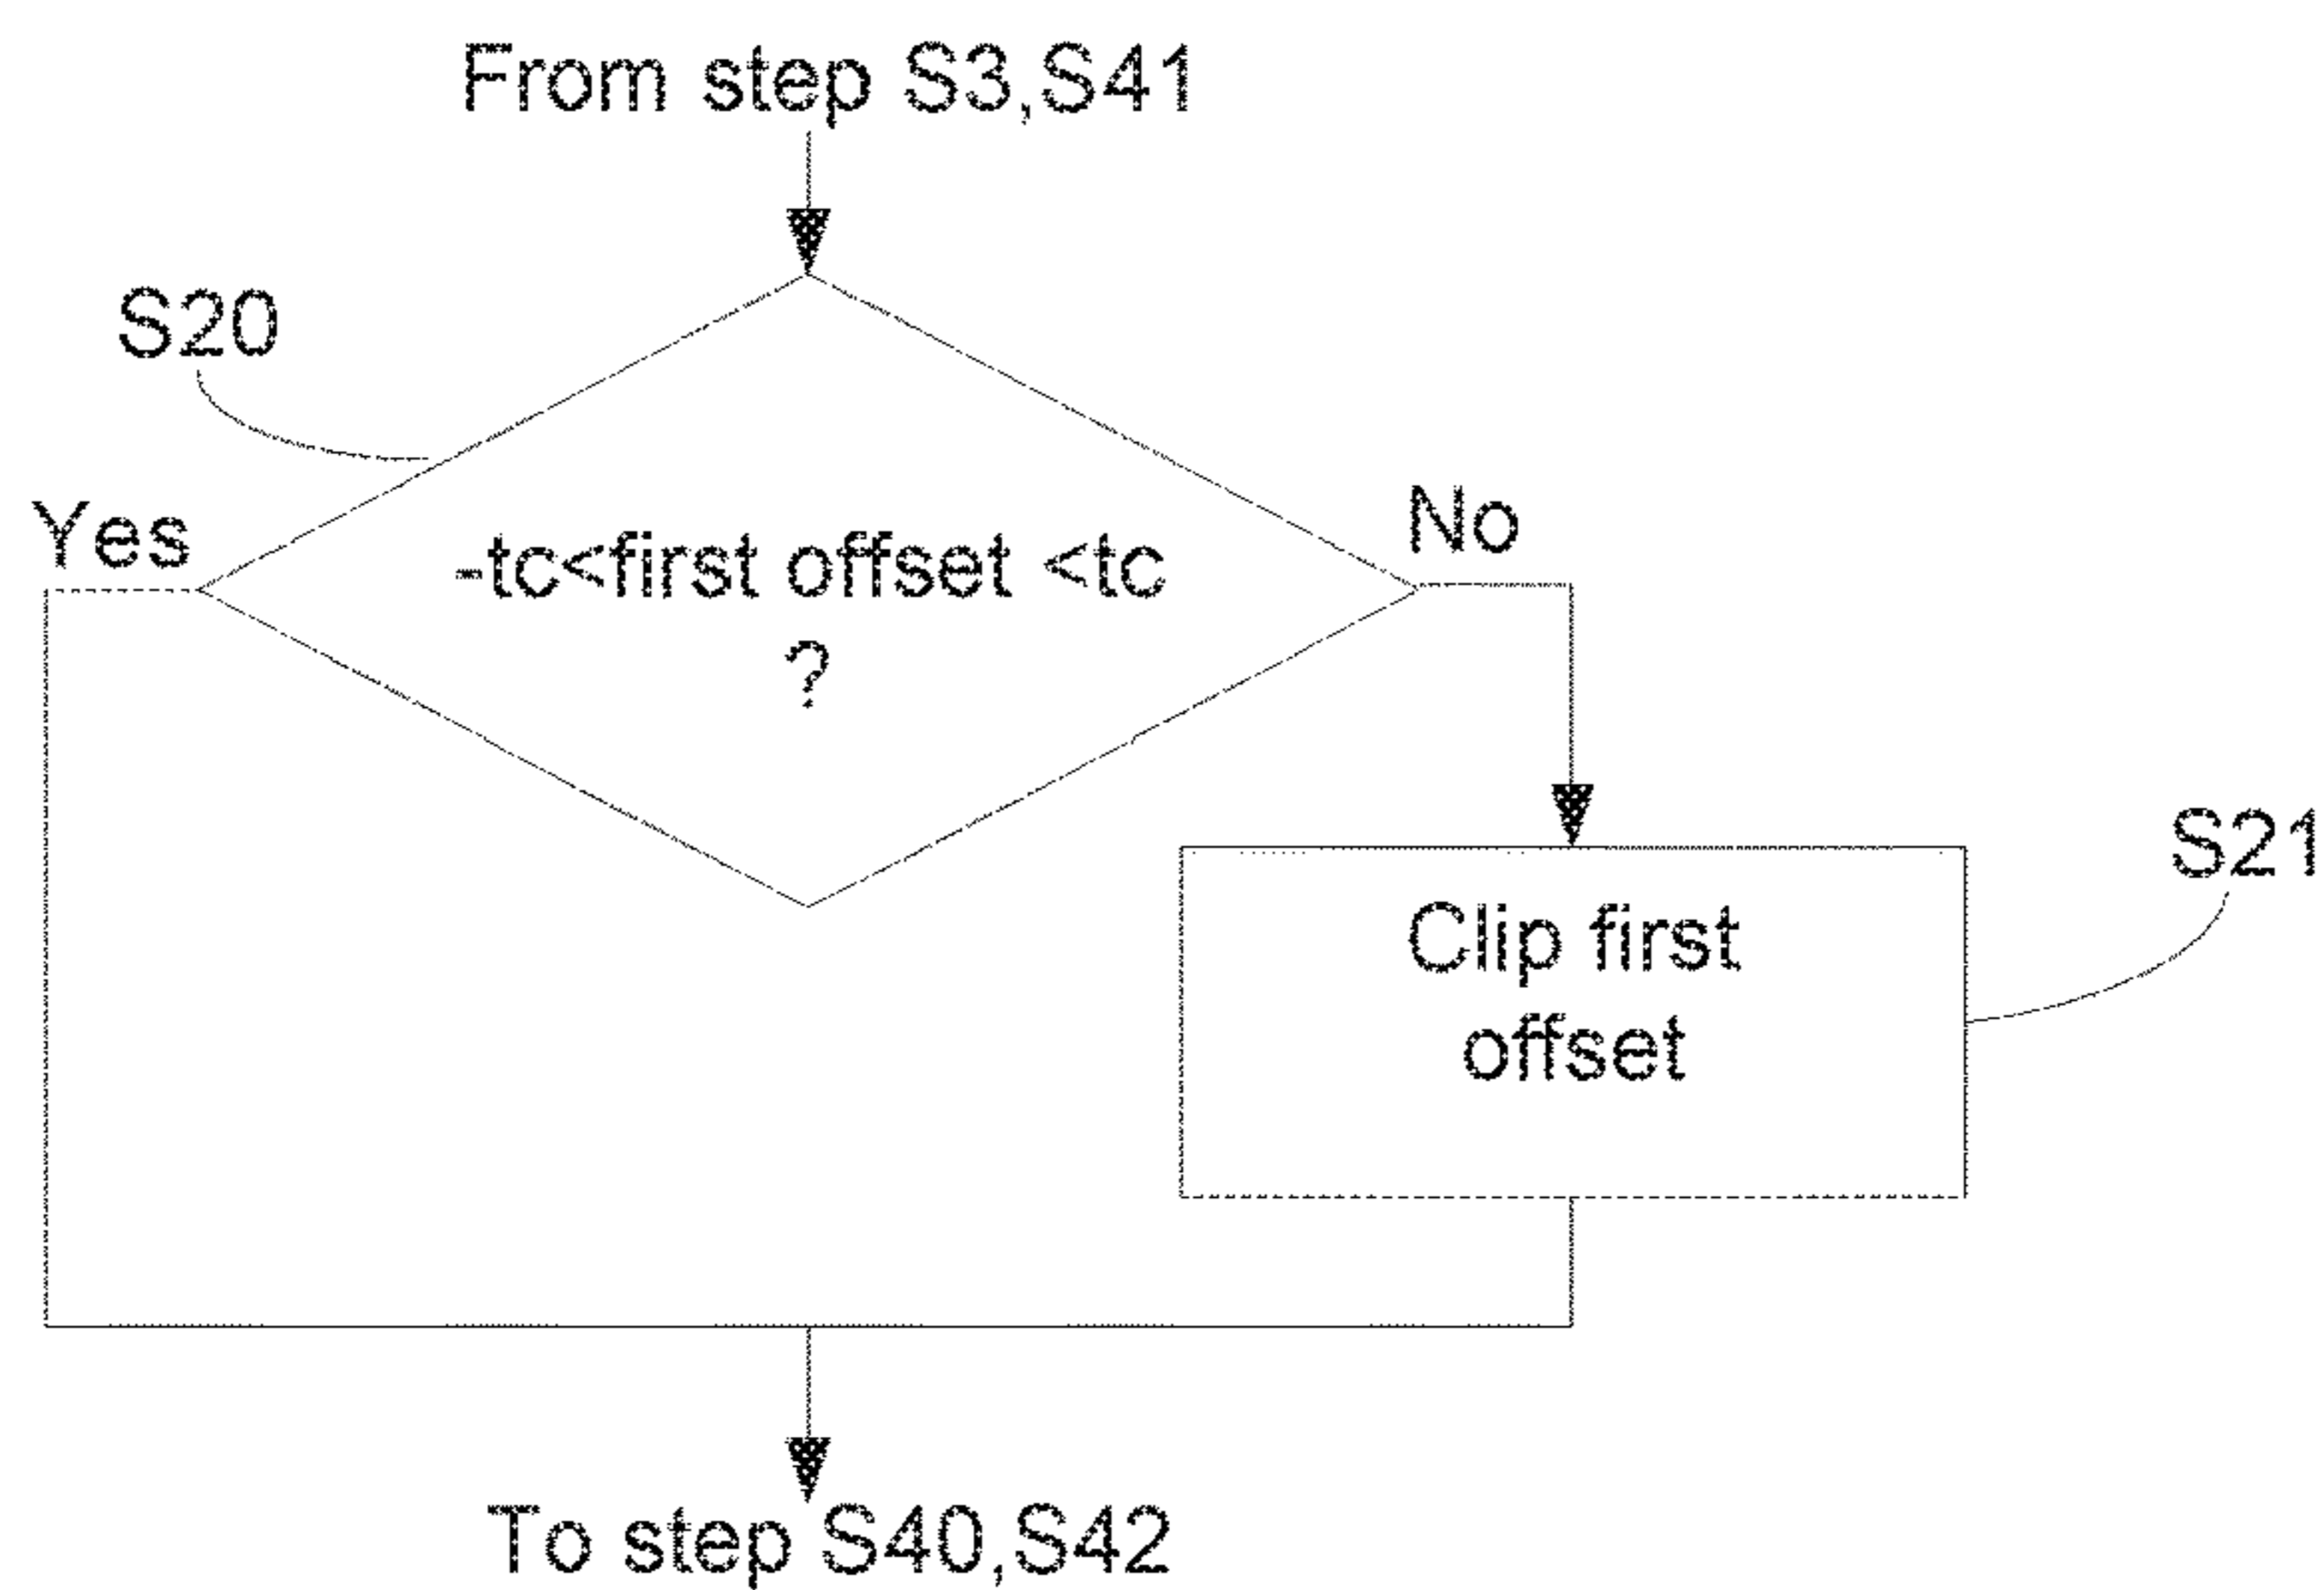 From step S3,S41
S20
Yes
No
-tc<first offset <tc
?
S21
Clip first
offset
To step S40,S42